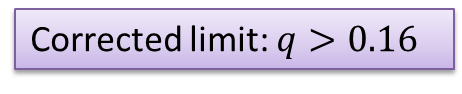 Corrected limit: 𝑞 > 0.16